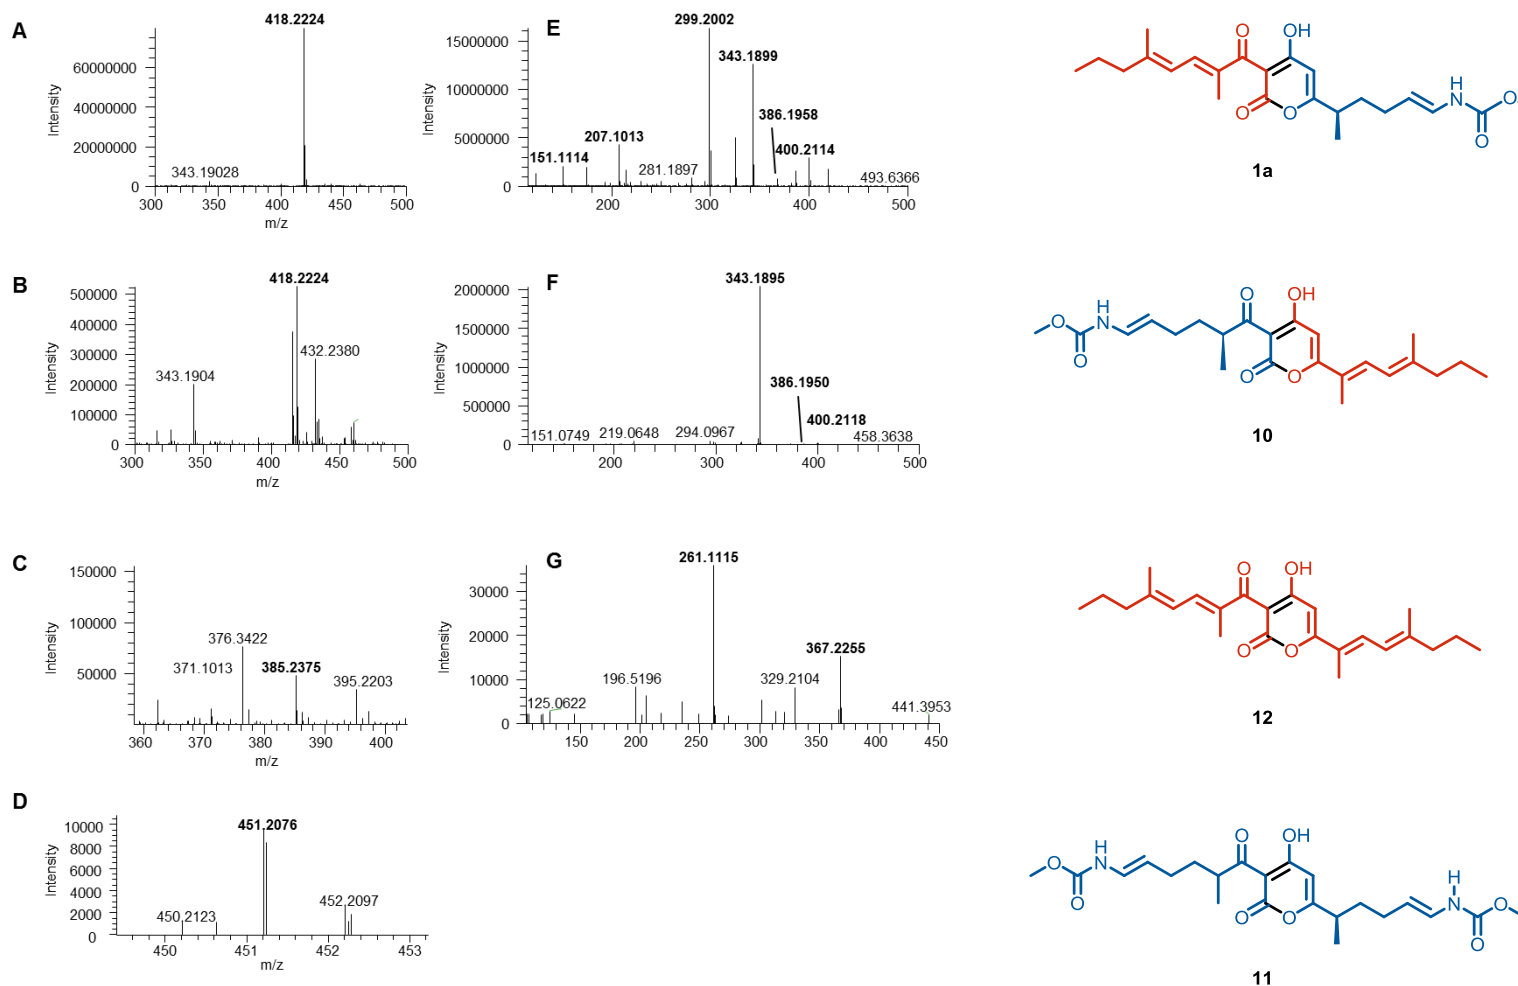 A
418.2224
60000000
40000000
20000000
0
Intensity
343.19028
300
350
400
450
500
m/z
E
299.2002
343.1899
15000000
10000000
5000000
0
Intensity
386.1958
207.1013
151.1114
281.1897
400.2114
493.6366
200
300
400
500
O
OH
O
O
H
N
O
O
1a
B
418.2224
500000
400000
300000
200000
100000
0
Intensity
432.2380
343.1904
300
350
400
450
500
m/z
F
343.1895
2000000
1500000
1000000
500000
0
Intensity
386.1950
400.2118
151.0749
219.0648
294.0967
458.3638
200
300
400
500
O
OH
H
N
O
O
O
O
10
C
150000
100000
50000
Intensity
376.3422
371.1013
385.2375
395.2203
360
370
380
390
400
m/z
G
261.1115
30000
20000
10000
0
Intensity
367.2255
196.5196
329.2104
125.0622
441.3953
150
200
250
300
350
400
450
O
OH
O
O
12
D
10000
8000
6000
4000
2000
0
Intensity
451.2076
450.2123
452.2097
450
451
452
453
m/z
O
OH
H
N
O
O
O
O
H
N
O
O
11